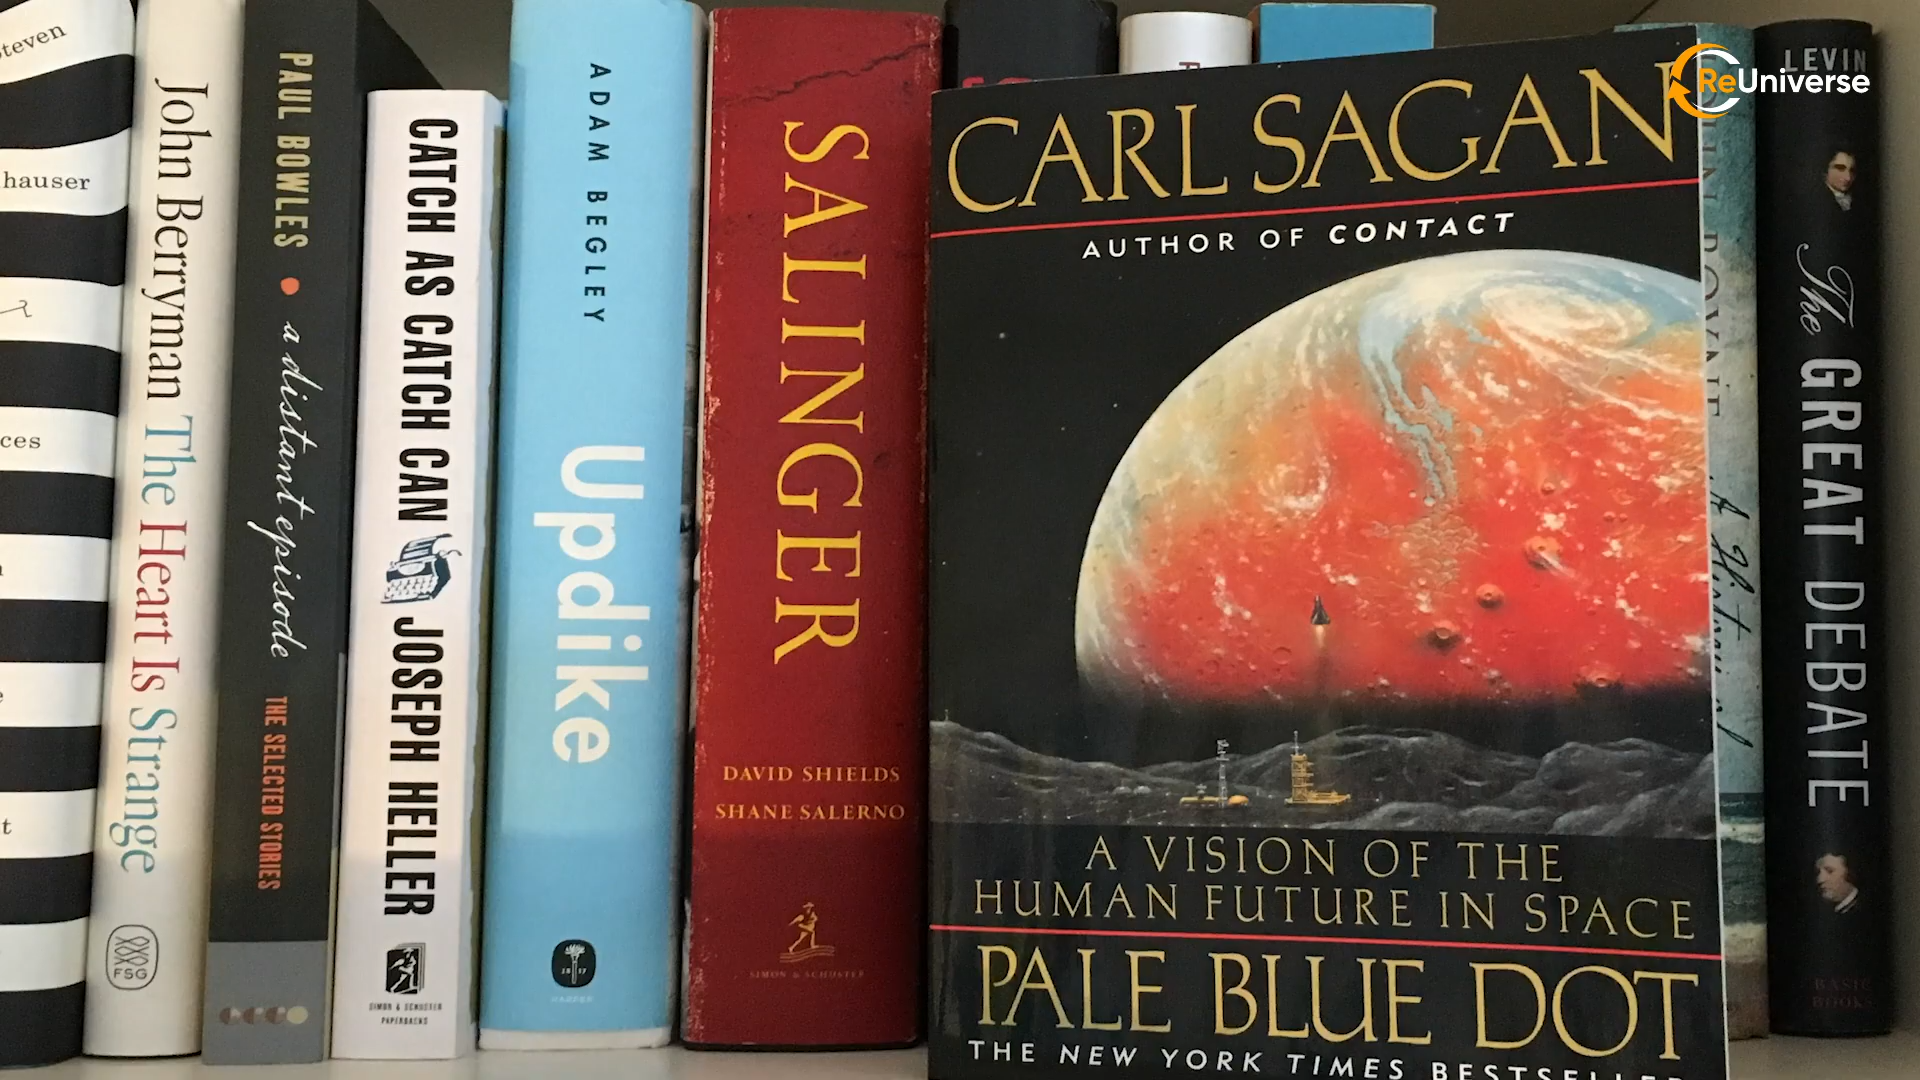 Steven
hauser
ces
t
John Berryman The Heart Is Strange
FSG
PAUL BOWLES a distant episode THE SELECTED STORIES
CATCH AS CATCH CAN JOSEPH HELLER
SIMON & SCHUSTER
PAPERBACKS
ADAM BEGLEY Updike
1817
HARPER
SALINGER
DAVID SHIELDS
SHANE SALERNO
SIMON & SCHUSTER
CARL SAGAN
AUTHOR OF CONTACT
A VISION OF THE
HUMAN FUTURE IN SPACE
PALE BLUE DOT
THE NEW YORK TIMES BESTSELLER
LEVIN
The GREAT DEBATE
BASIC
BOOKS
ReUniverse